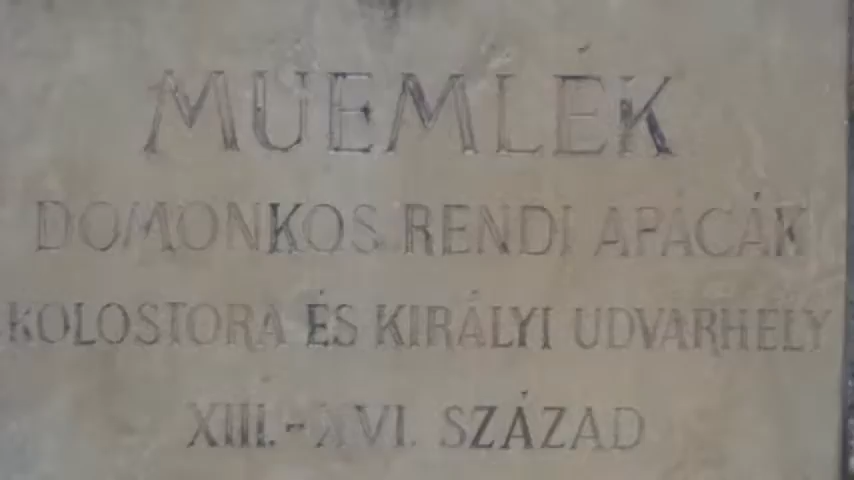 MŰEMLÉK
DOMONKOS RENDI APÁCÁK
KOLOSTORA ÉS KIRÁLYI UDVARHELY
XIII.-XVI. SZÁZAD